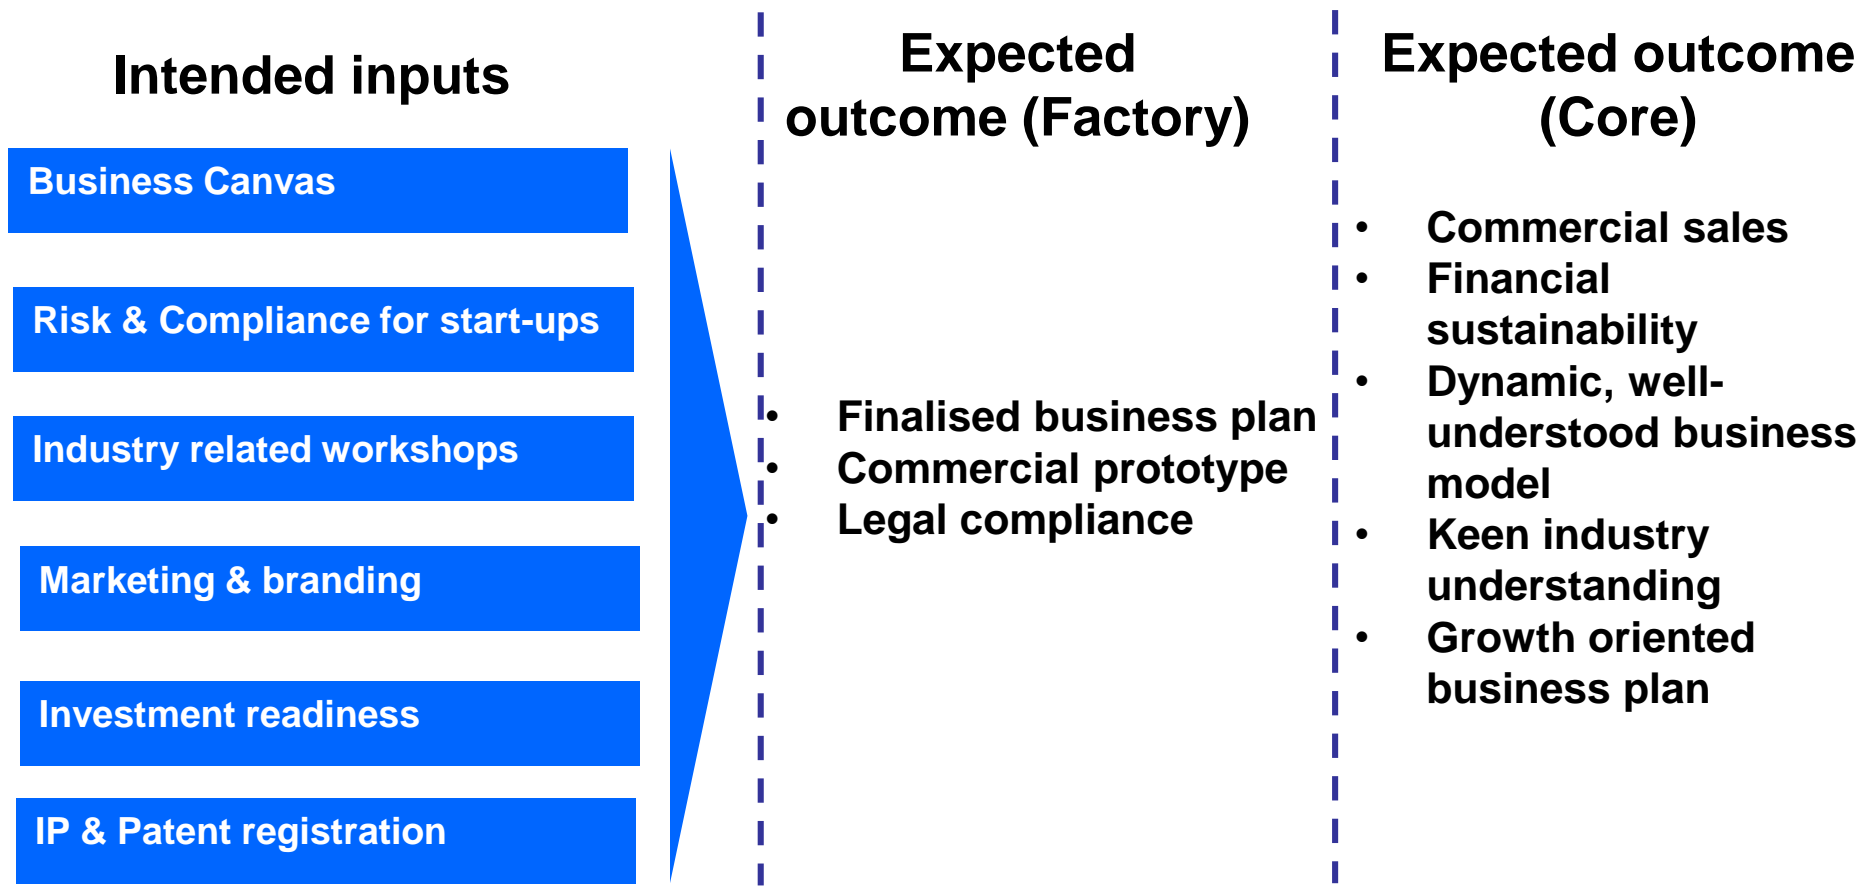 Intended inputs
Business Canvas
Risk & Compliance for start-ups
Industry related workshops
Marketing & branding
Investment readiness
IP & Patent registration
Expected
outcome (Factory)
• Finalised business plan
• Commercial prototype
• Legal compliance
Expected outcome
(Core)
• Commercial sales
• Financial
sustainability
• Dynamic, well-
understood business
model
• Keen industry
understanding
• Growth oriented
business plan